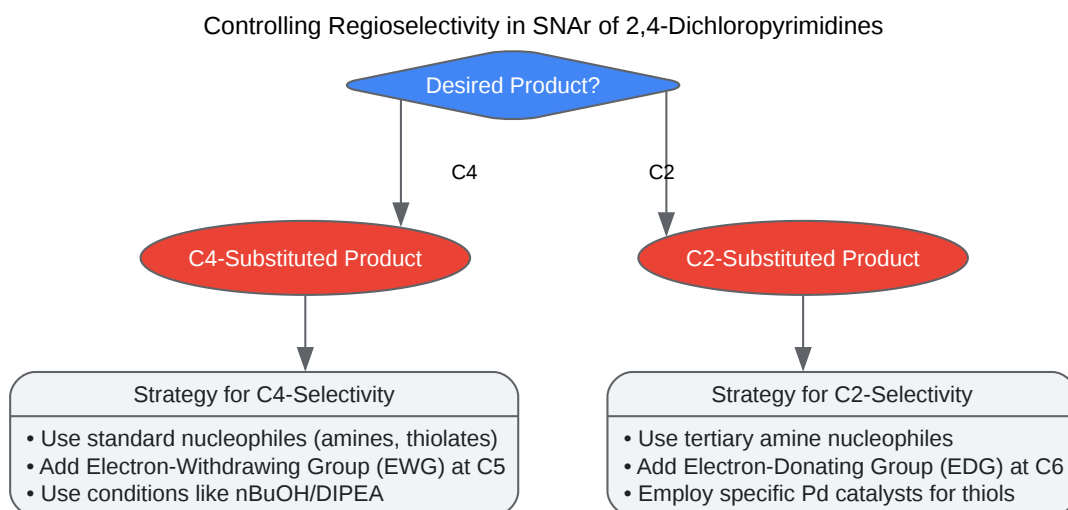 Controlling Regioselectivity in SNAr of 2,4-Dichloropyrimidines
Desired Product?
C4
C2
C4-Substituted Product
C2-Substituted Product
Strategy for C4-Selectivity
• Use standard nucleophiles (amines, thiolates)
• Add Electron-Withdrawing Group (EWG) at C5
• Use conditions like nBuOH/DIPEA
Strategy for C2-Selectivity
• Use tertiary amine nucleophiles
• Add Electron-Donating Group (EDG) at C6
• Employ specific Pd catalysts for thiols